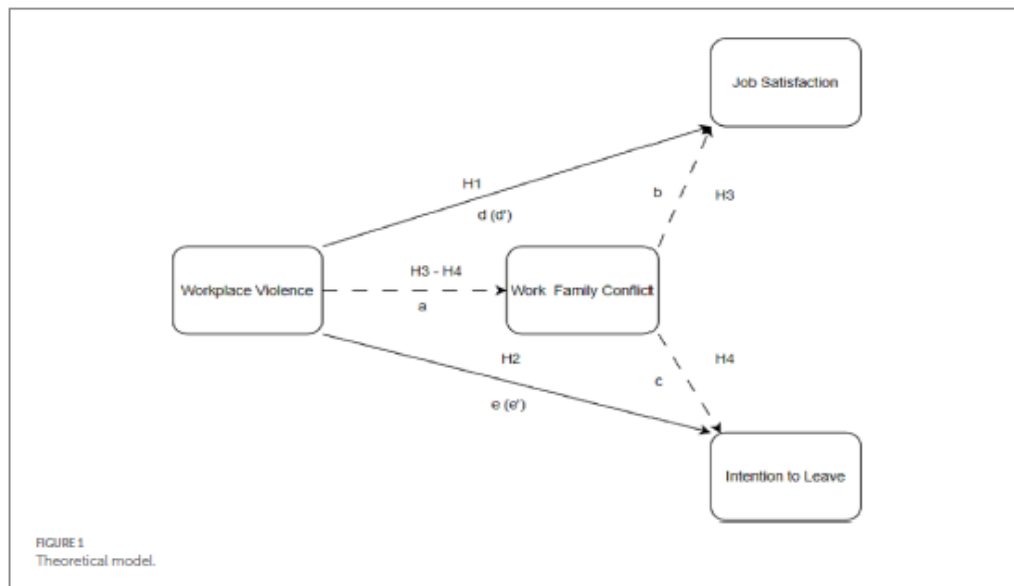 Job Satisfaction
H1
b
H3
d (d')
H3 - H4
Workplace Violence
Work Family Conflict
a
H2
H4
c
e (e')
Intention to Leave
FIGURE 1
Theoretical model.